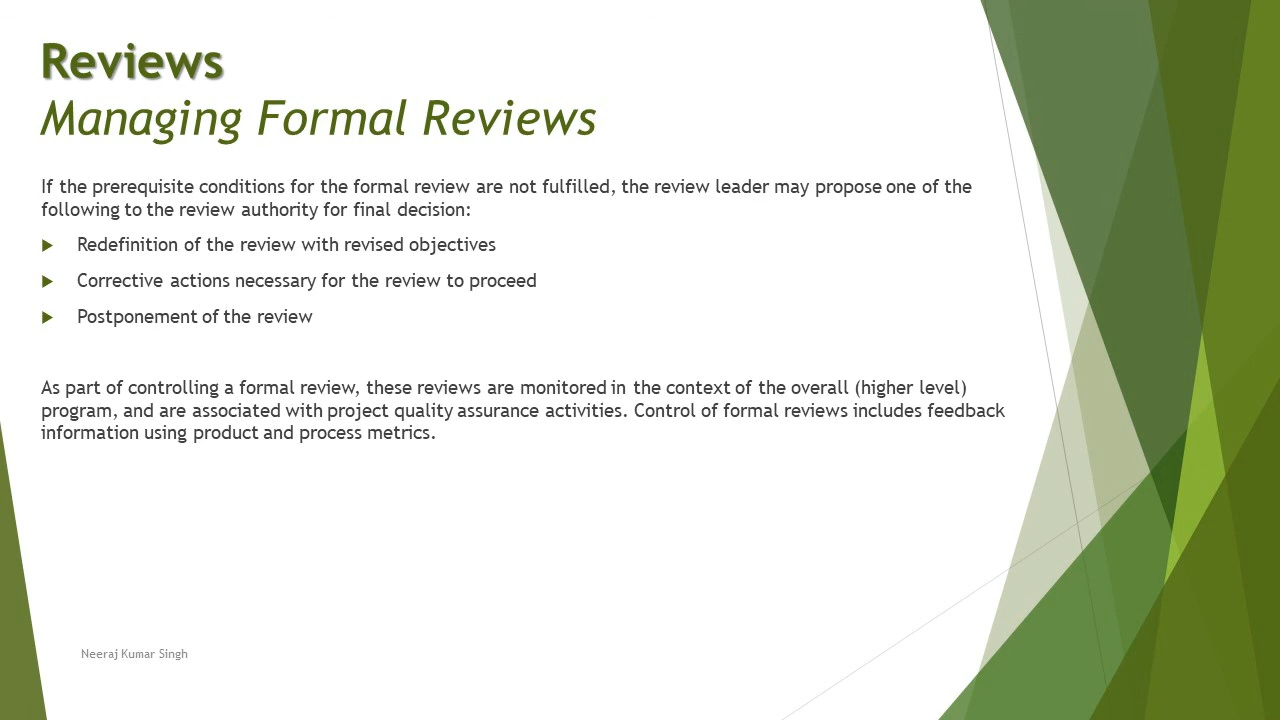 Reviews
Managing Formal Reviews
If the prerequisite conditions for the formal review are not fulfilled, the review leader may propose one of the
following to the review authority for final decision:
Redefinition of the review with revised objectives
Corrective actions necessary for the review to proceed
Postponement of the review
As part of controlling a formal review, these reviews are monitored in the context of the overall (higher level)
program, and are associated with project quality assurance activities. Control of formal reviews includes feedback
information using product and process metrics.
Neeraj Kumar Singh